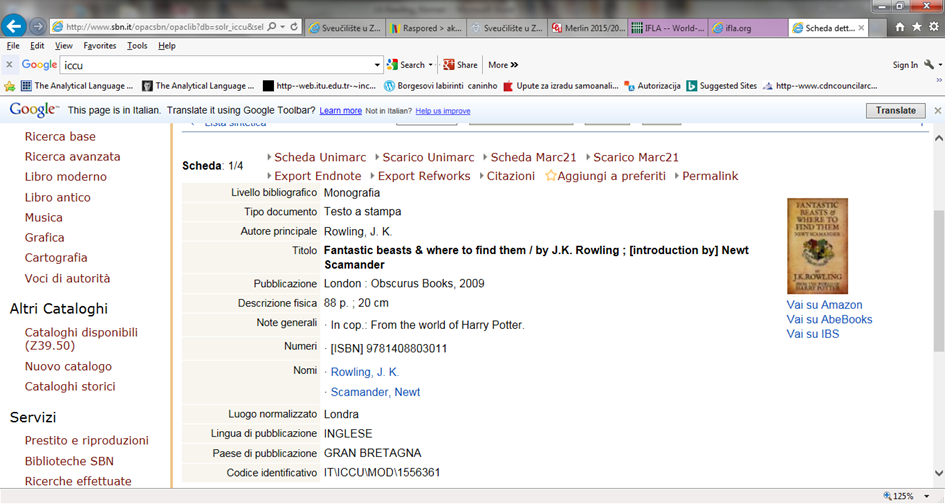 http://www.sbn.it/opacsbn/opaclib?db=solr_iccu&sel
Sveučilište u Z...
Raspored > ak...
Sveučilište u Z...
Merlin 2015/20...
IFLA -- World-...
ifla.org
Scheda dett...
File Edit View Favorites Tools Help
Google iccu Search Share More » Sign In
The Analytical Language ... The Analytical Language ... http--web.itu.edu.tr-~inc... Borgesovi labirinti caninho Upute za izradu samoanali... Autorizacija Suggested Sites http--www.cdncouncilarc...
Google This page is in Italian. Translate it using Google Toolbar? Learn more Not in Italian? Help us improve Translate
Lista sintetica
Ricerca base
Ricerca avanzata
Libro moderno
Libro antico
Musica
Grafica
Cartografia
Voci di autorità
Altri Cataloghi
Cataloghi disponibili
(Z39.50)
Nuovo catalogo
Cataloghi storici
Servizi
Prestito e riproduzioni
Biblioteche SBN
Ricerche effettuate
Scheda: 1/4 Scheda Unimarc Scarico Unimarc Scheda Marc21 Scarico Marc21
Export Endnote Export Refworks Citazioni Aggiungi a preferiti Permalink
Livello bibliografico Monografia
Tipo documento Testo a stampa
Autore principale Rowling, J. K.
Titolo Fantastic beasts & where to find them / by J.K. Rowling ; [introduction by] Newt
Scamander
Pubblicazione London : Obscurus Books, 2009
Descrizione fisica 88 p. ; 20 cm
Note generali · In cop.: From the world of Harry Potter.
Numeri · [ISBN] 9781408803011
Nomi · Rowling, J. K.
· Scamander, Newt
Luogo normalizzato Londra
Lingua di pubblicazione INGLESE
Paese di pubblicazione GRAN BRETAGNA
Codice identificativo IT\ICCU\MOD\1556361
FANTASTIC
BEASTS &
WHERE TO
FIND THEM
NEWT SCAMANDER
BY
J.K.ROWLING
FROM THE WORLD OF
HARRY POTTER
Vai su Amazon
Vai su AbeBooks
Vai su IBS
125%